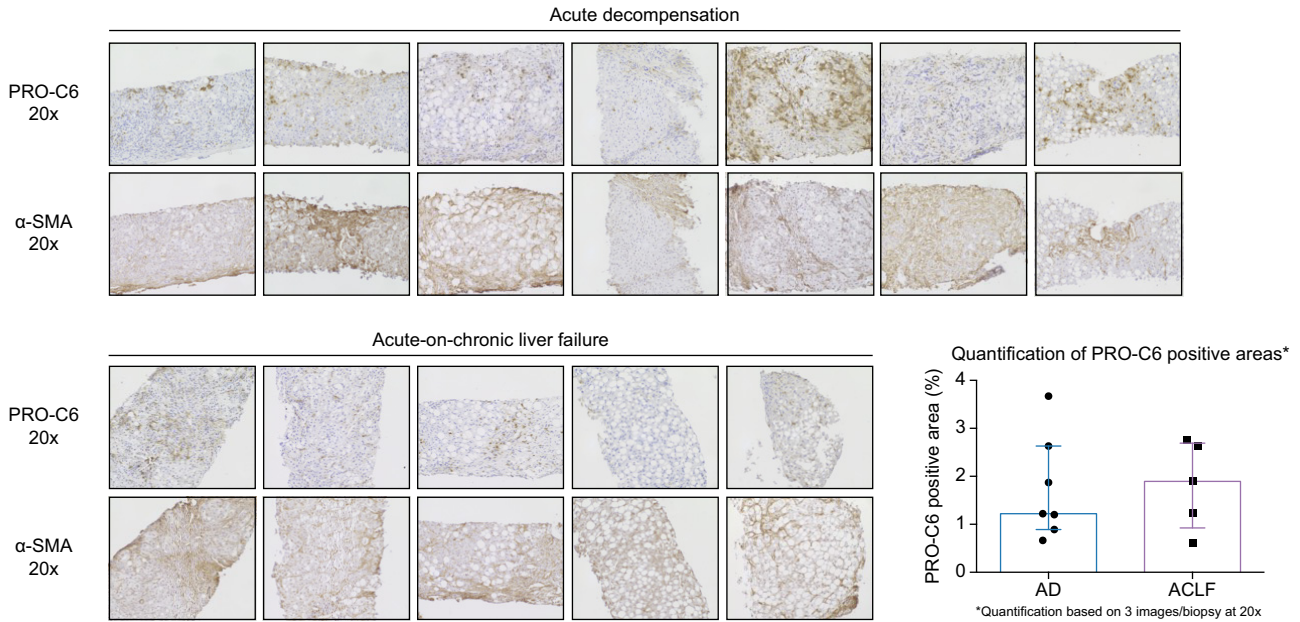 Acute decompensation
PRO-C6
20x
α-SMA
20x
Acute-on-chronic liver failure
PRO-C6
20x
α-SMA
20x
Quantification of PRO-C6 positive areas*
PRO-C6 positive area (%)
4
3
2
1
0
AD ACLF
*Quantification based on 3 images/biopsy at 20x